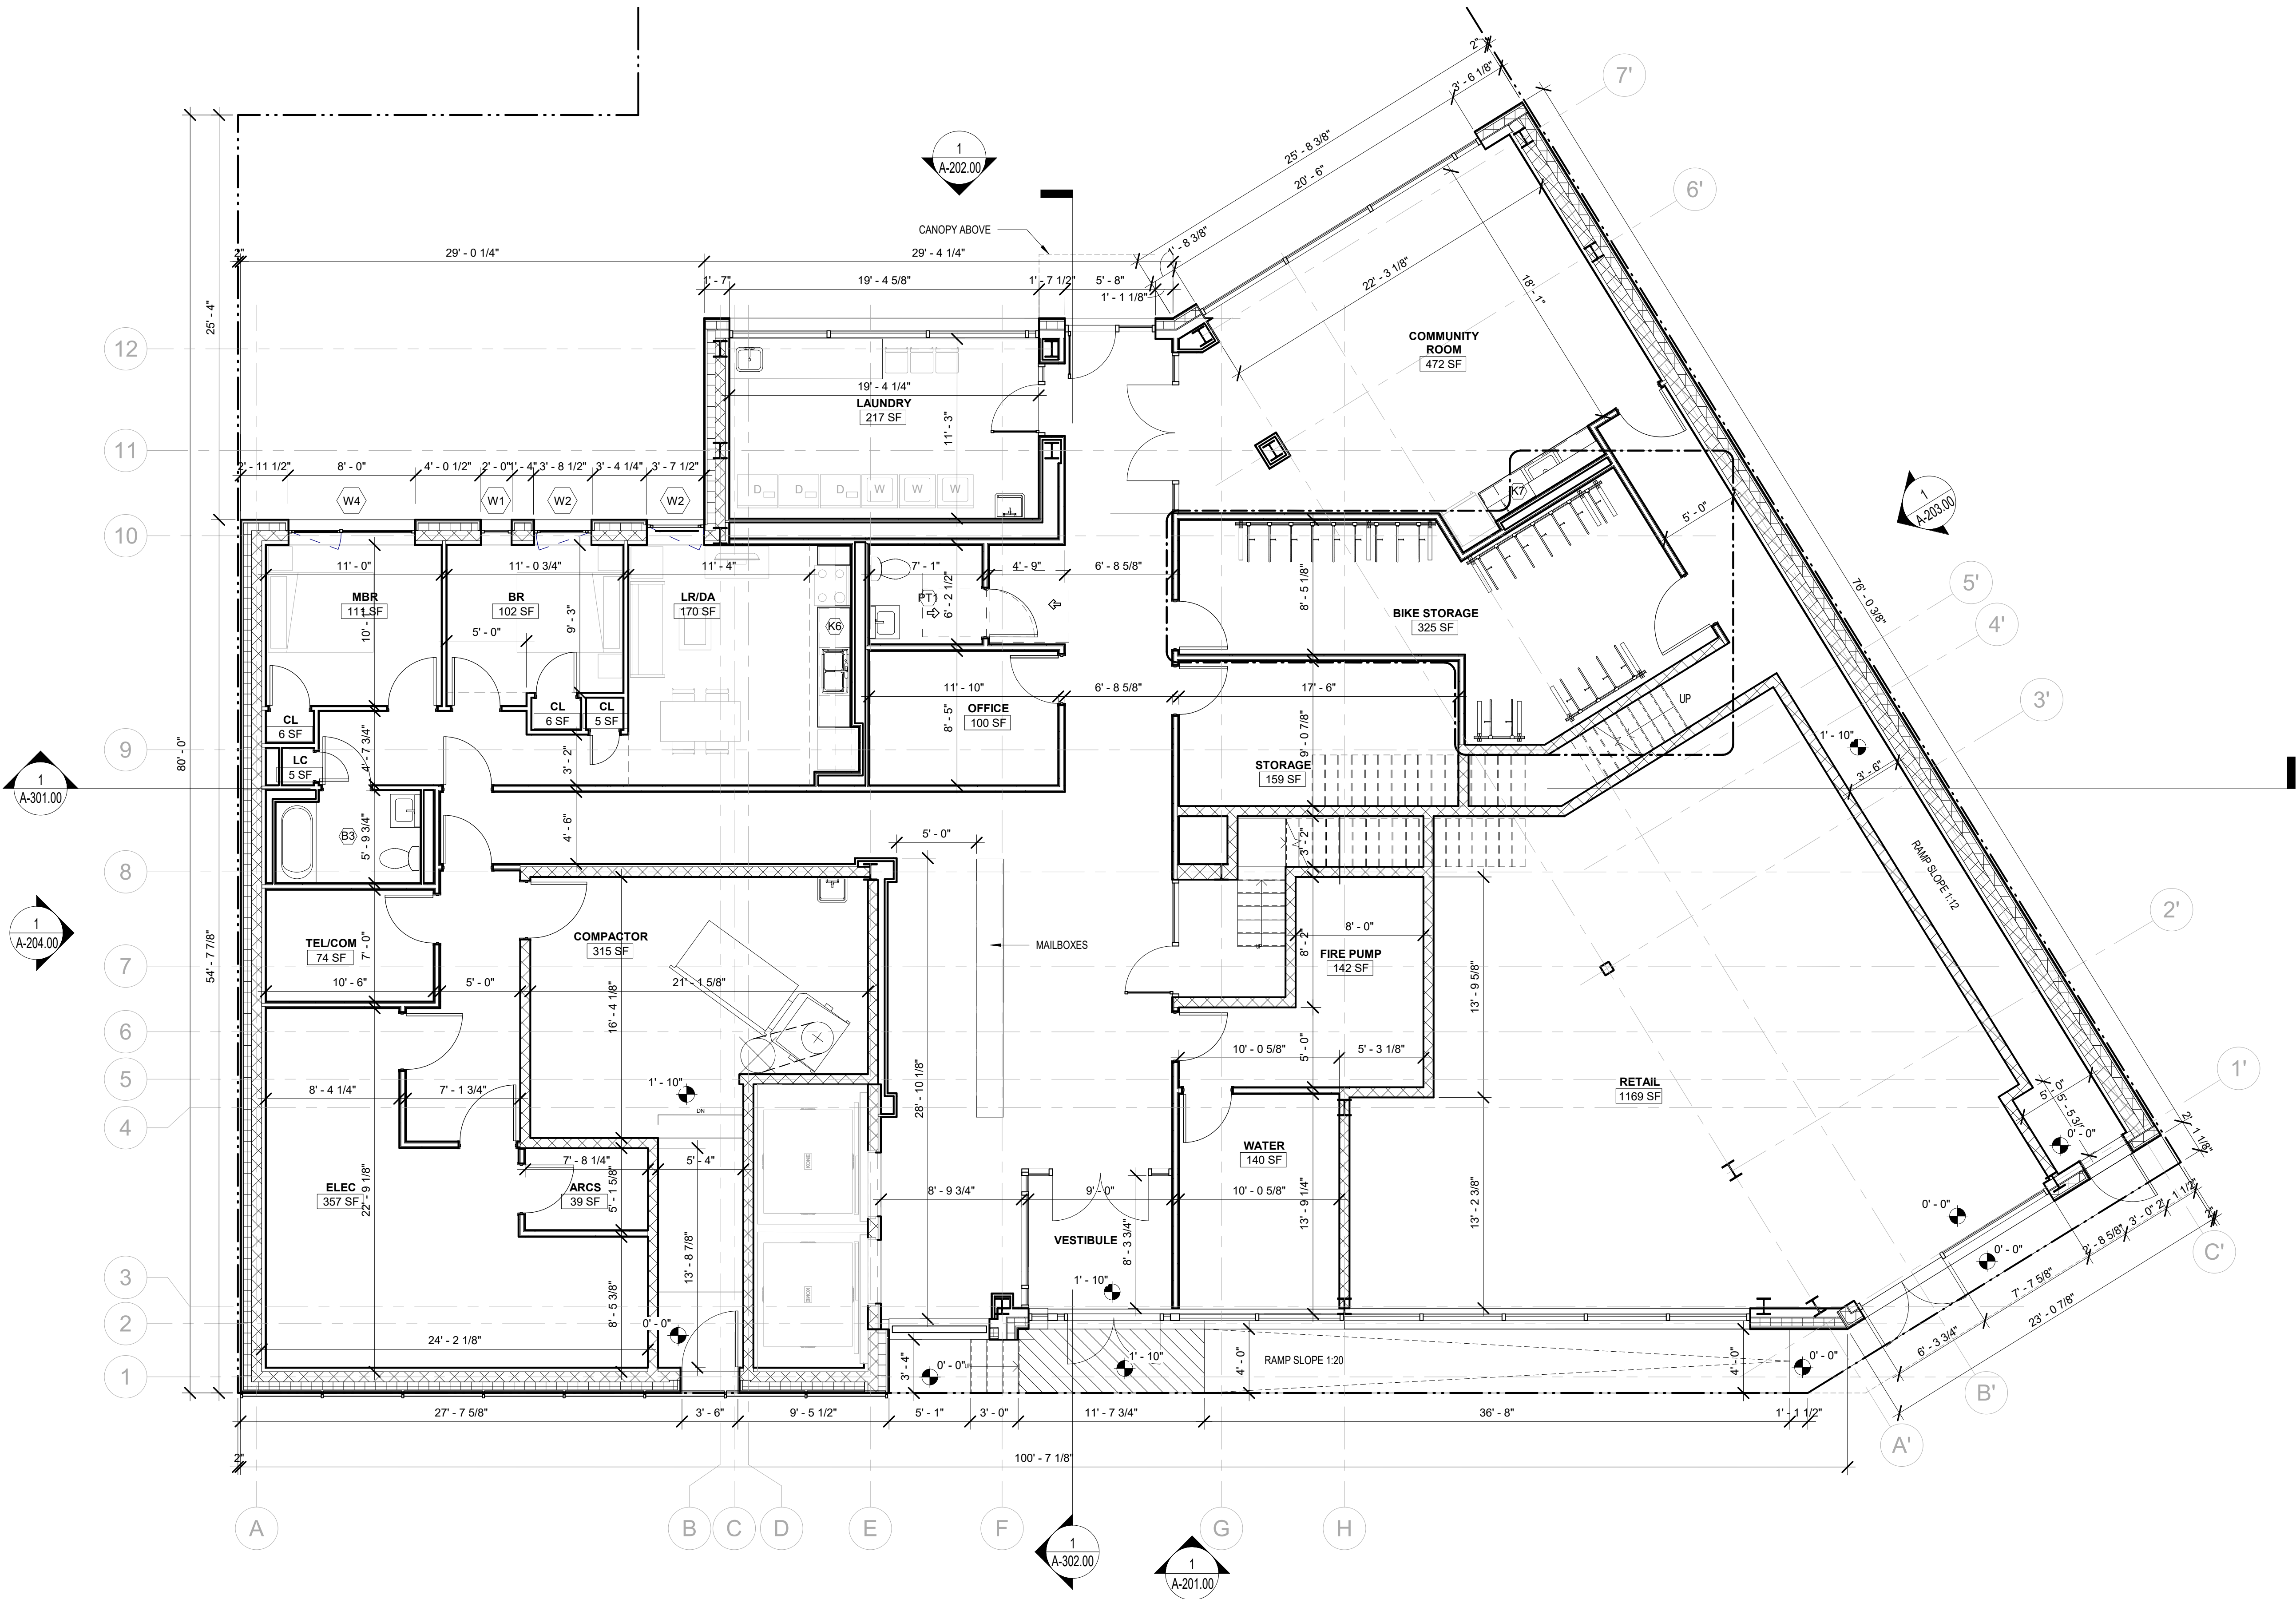 2"
3' - 6 1/8"
7'
25' - 8 3/8"
20' - 6"
6'
1
A-202.00
CANOPY ABOVE
1' - 8 3/8"
2"
29' - 0 1/4"
29' - 4 1/4"
1' - 7"
19' - 4 5/8"
1' - 7 1/2"
5' - 8"
1' - 1 1/8"
22' - 3 1/8"
18' - 1"
25' - 4"
80' - 0"
12
COMMUNITY
ROOM
472 SF
19' - 4 1/4"
LAUNDRY
217 SF
11' - 3"
11
2' - 11 1/2"
8' - 0"
4' - 0 1/2"
2' - 0"
1' - 4"
3' - 8 1/2"
3' - 4 1/4"
3' - 7 1/2"
W4
W1
W2
W2
D
D
D
W
W
W
K7
5' - 0"
1
A-203.00
10
76' - 0 3/8"
11' - 0"
11' - 0 3/4"
11' - 4"
7' - 1"
4' - 9"
6' - 8 5/8"
8' - 5 1/8"
5'
MBR
111 SF
BR
102 SF
LR/DA
170 SF
PT1
6' - 2 1/2"
BIKE STORAGE
325 SF
4'
9' - 3"
5' - 0"
K6
11' - 10"
6' - 8 5/8"
17' - 6"
UP
3'
CL
6 SF
CL
6 SF
CL
5 SF
OFFICE
100 SF
8' - 5"
9' - 0 7/8"
1' - 10"
9
4' - 7 3/4"
3' - 2"
LC
5 SF
STORAGE
159 SF
3' - 6"
1
A-301.00
B3
5' - 9 3/4"
4' - 6"
5' - 0"
3' - 2"
RAMP SLOPE 1:12
8
2'
1
A-204.00
54' - 7 7/8"
TEL/COM
74 SF
7' - 0"
COMPACTOR
315 SF
MAILBOXES
8' - 0"
8' - 2"
FIRE PUMP
142 SF
7
10' - 6"
5' - 0"
21' - 1 5/8"
16' - 4 1/8"
13' - 9 5/8"
6
10' - 0 5/8"
5' - 3 1/8"
5' - 0"
1'
5
8' - 4 1/4"
7' - 1 3/4"
1' - 10"
28' - 10 1/8"
RETAIL
1169 SF
5' - 0"
4
DN
WATER
140 SF
0' - 0"
2' 1 1/8"
7' - 8 1/4"
5' - 4"
ELEC
357 SF
22' - 9 1/8"
ARCS
39 SF
5' - 1 5/8"
8' - 9 3/4"
9' - 0"
10' - 0 5/8"
13' - 9 1/4"
13' - 2 3/8"
0' - 0"
2' - 1 1/2"
3' - 0"
2' - 8 5/8"
2"
C'
VESTIBULE
8' - 3 3/4"
1' - 10"
13' - 8 7/8"
0' - 0"
3
8' - 5 3/8"
0' - 0"
7' - 7 5/8"
23' - 0 7/8"
2
24' - 2 1/8"
6' - 3 3/4"
1
3' - 4"
0' - 0"
1' - 10"
4' - 0"
RAMP SLOPE 1:20
4' - 0"
0' - 0"
B'
27' - 7 5/8"
3' - 6"
9' - 5 1/2"
5' - 1"
3' - 0"
11' - 7 3/4"
36' - 8"
1' - 1 1/2"
A'
2"
100' - 7 1/8"
A
B
C
D
E
F
G
H
1
A-302.00
1
A-201.00